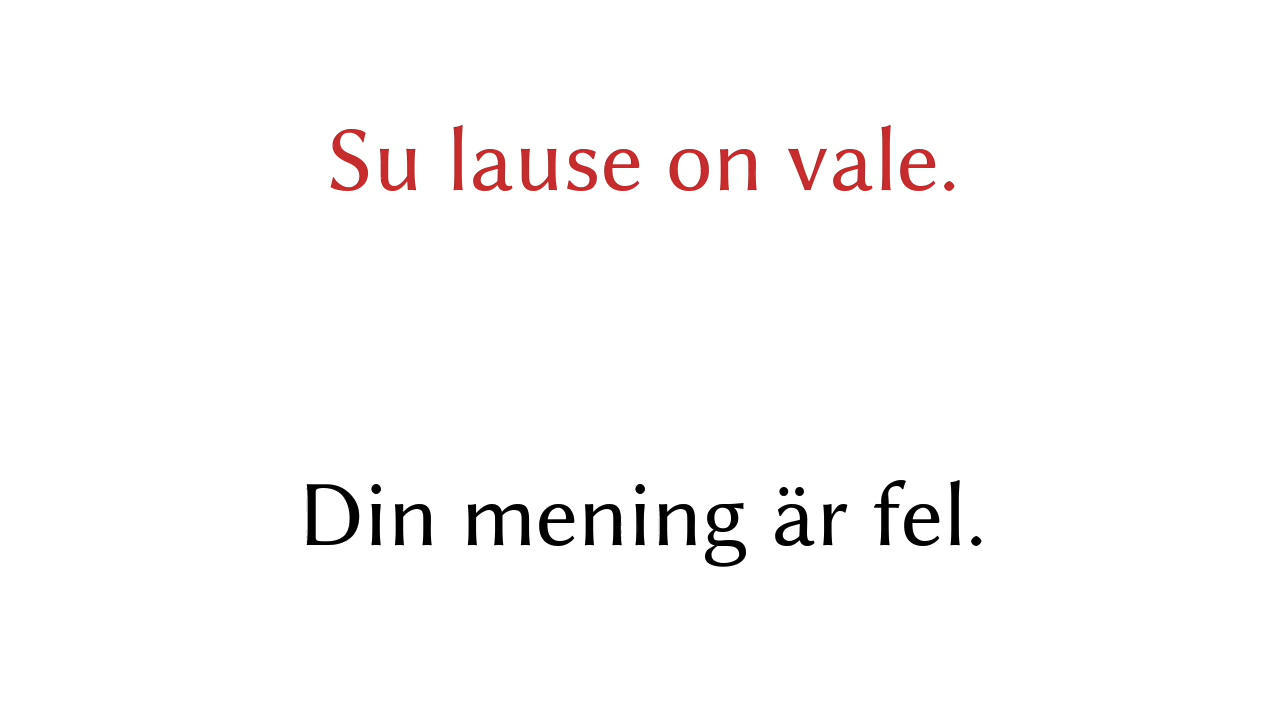 Su lause on vale.
Din mening är fel.